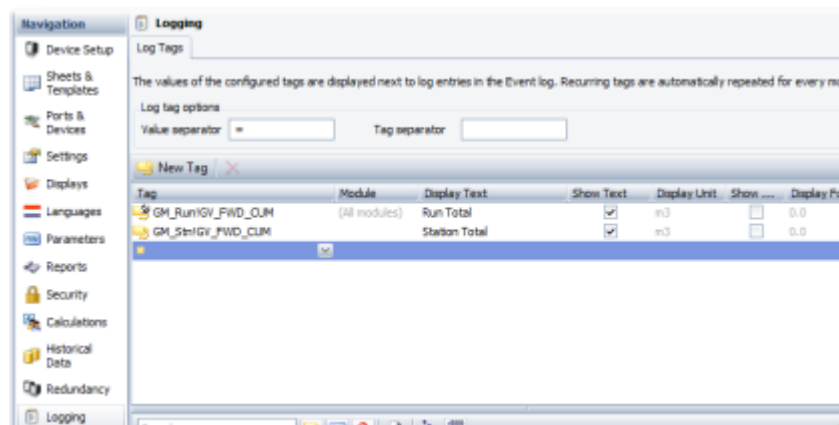 Navigation
Device Setup
Sheets &
Templates
Ports &
Devices
Settings
Displays
Languages
Parameters
Reports
Security
Calculations
Historical
Data
Redundancy
Logging
Logging
Log Tags
The values of the configured tags are displayed next to log entries in the Event log. Recurring tags are automatically repeated for every mo
Log tag options
Value separator = Tag separator
New Tag
Tag Module Display Text Show Text Display Unit Show .... Display Fo
GM_Run!GV_FWD_CUM (All modules) Run Total m3 0.0
GM_Stn!GV_FWD_CUM Station Total m3 0.0